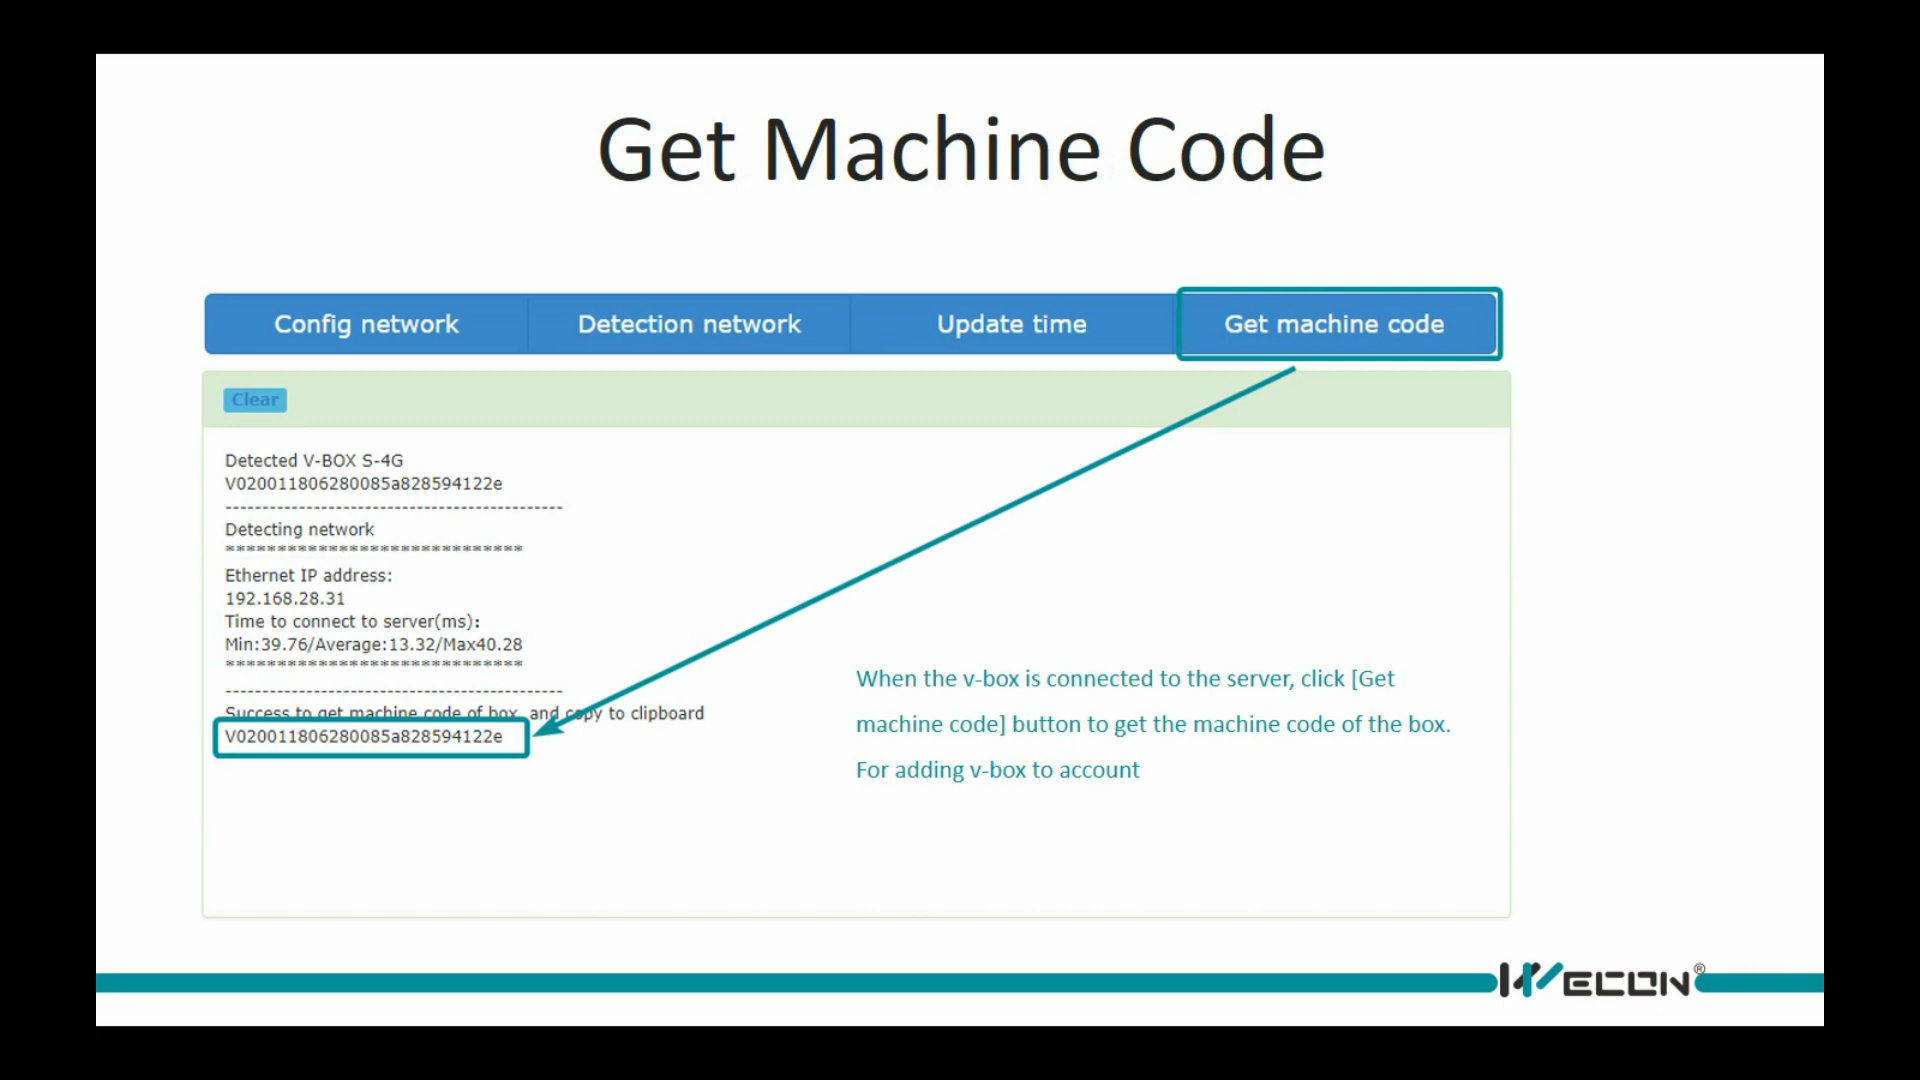 Get Machine Code
Config network
Detection network
Update time
Get machine code
Clear
Detected V-BOX S-4G
V020011806280085a828594122e
---------------------------------------------
Detecting network
*****************************
Ethernet IP address:
192.168.28.31
Time to connect to server(ms):
Min:39.76/Average:13.32/Max40.28
*****************************
---------------------------------------------
Success to get machine code of box, and copy to clipboard
V020011806280085a828594122e
When the v-box is connected to the server, click [Get
machine code] button to get the machine code of the box.
For adding v-box to account
WECON®